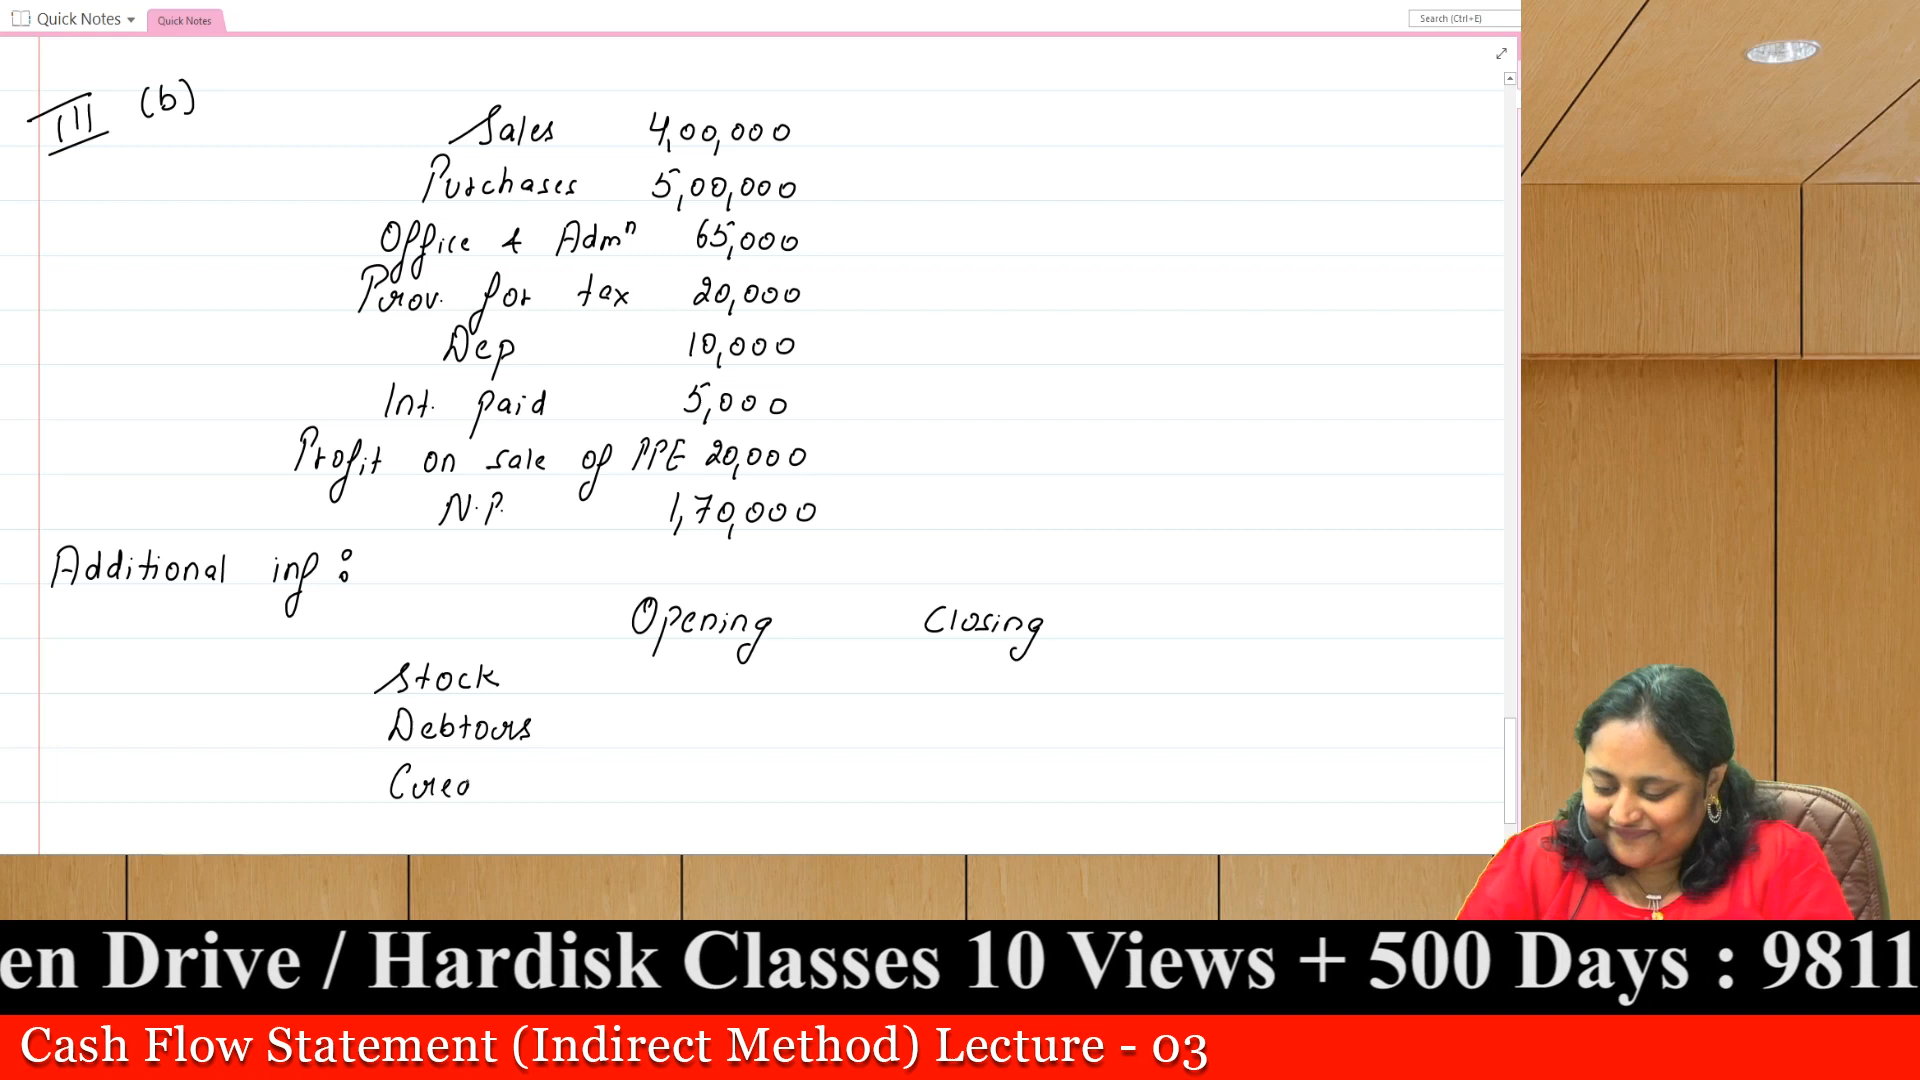 Quick Notes
Quick Notes
Search (Ctrl+E)
Ill (b)
Sales 4,00,000
Purchases 5,00,000
Office & Admⁿ 65,000
Prov. for tax 20,000
Dep 10,000
Int. paid 5,000
Profit on sale of PPE 20,000
N.P. 1,70,000
Additional inf :
Opening Closing
Stock
Debtors
Creo
en Drive / Hardisk Classes 10 Views + 500 Days : 9811
Cash Flow Statement (Indirect Method) Lecture - 03